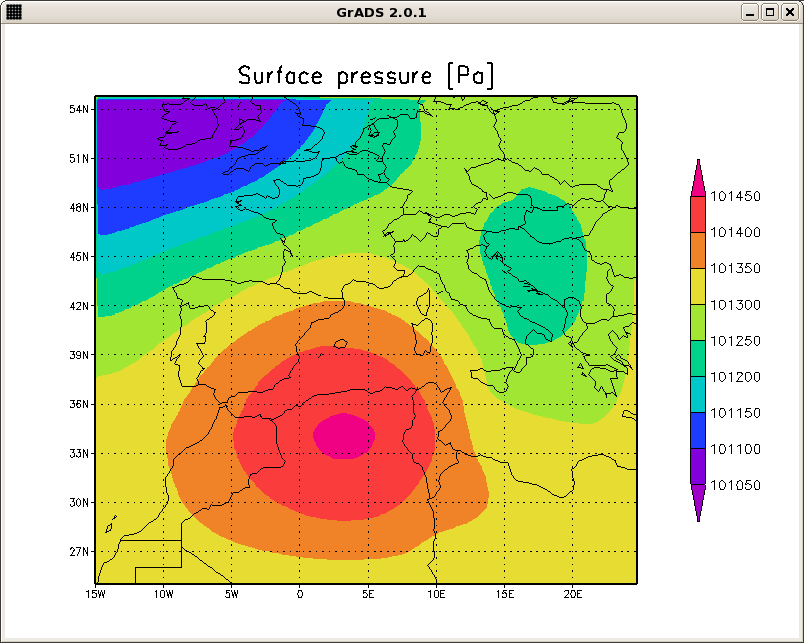 GrADS 2.0.1
Surface pressure [Pa]
54N
51N
48N
45N
42N
39N
36N
33N
30N
27N
15W 10W 5W 0 5E 10E 15E 20E
101450
101400
101350
101300
101250
101200
101150
101100
101050